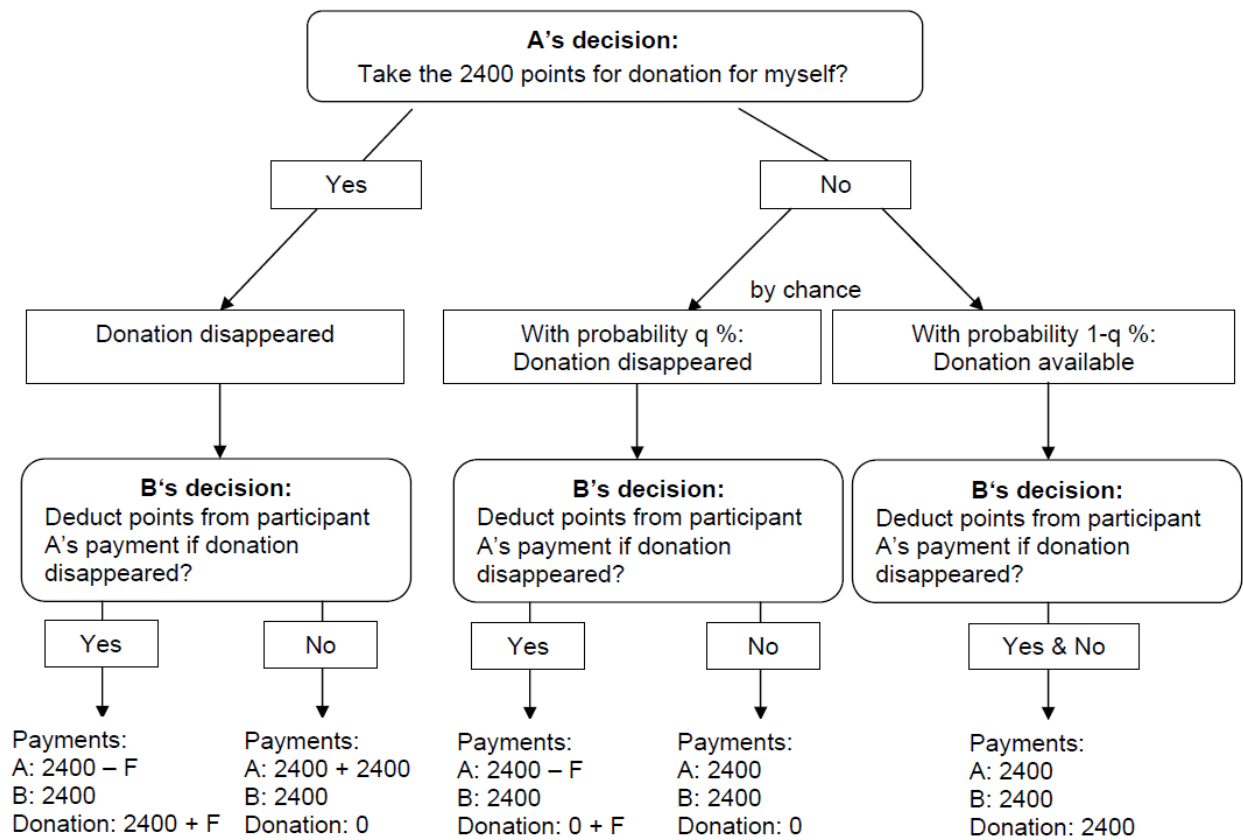 A's decision:
Take the 2400 points for donation for myself?
Yes
No
by chance
Donation disappeared
With probability q %:
Donation disappeared
With probability 1-q %:
Donation available
B‘s decision:
Deduct points from participant
A's payment if donation
disappeared?
B's decision:
Deduct points from participant
A's payment if donation
disappeared?
B‘s decision:
Deduct points from participant
A's payment if donation
disappeared?
Yes
No
Yes
No
Yes & No
Payments:
A: 2400 – F
B: 2400
Donation: 2400 + F
Payments:
A: 2400 + 2400
B: 2400
Donation: 0
Payments:
A: 2400 – F
B: 2400
Donation: 0 + F
Payments:
A: 2400
B: 2400
Donation: 0
Payments:
A: 2400
B: 2400
Donation: 2400